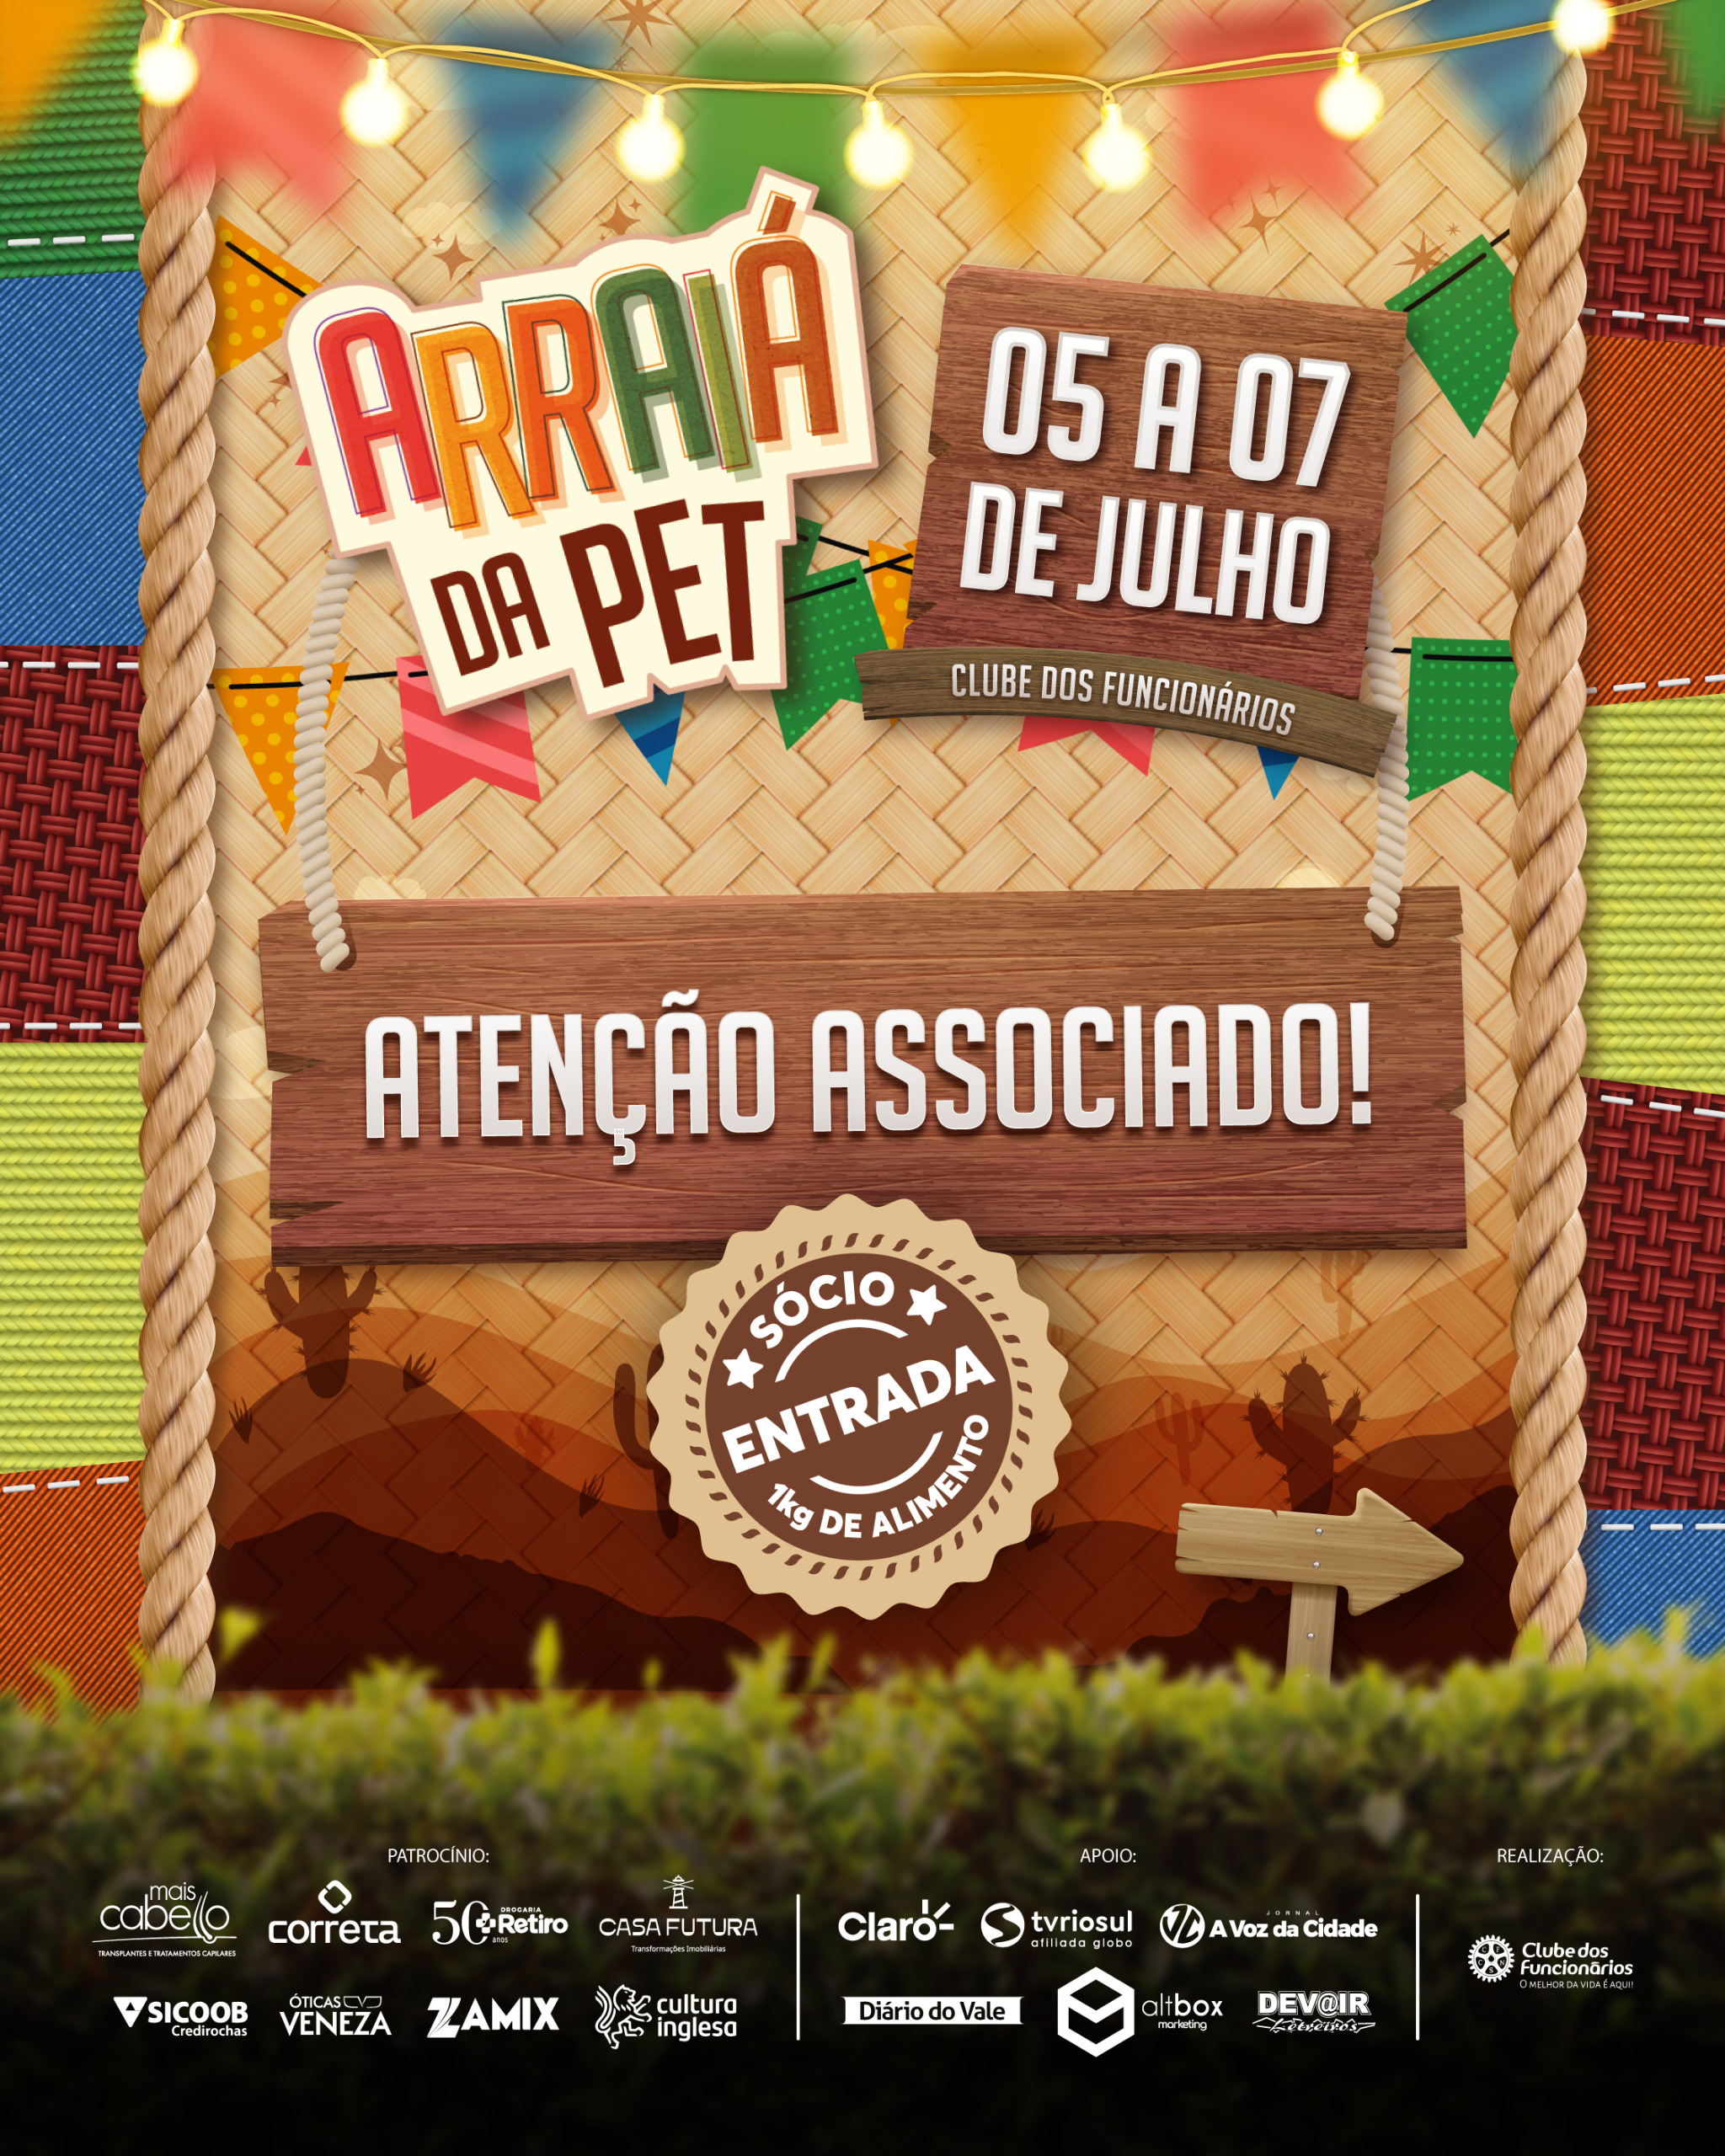 ARRAIÁ
DA PET
05 A 07
DE JULHO
CLUBE DOS FUNCIONÁRIOS
ATENÇÃO ASSOCIADO!
SÓCIO
ENTRADA
1kg DE ALIMENTO
PATROCÍNIO:
mais
cabello
TRANSPLANTES E TRATAMENTOS CAPILARES
correta
50 anos
DROGARIA
Retiro
CASA FUTURA
Transformações Imobiliárias
SICOOB
Credirochas
ÓTICAS
VENEZA
ZAMIX
cultura
inglesa
APOIO:
Claro
tvriosul
afiliada globo
JORNAL
A Voz da Cidade
Diário do Vale
altbox
marketing
DEV@IR
Letreiros
REALIZAÇÃO:
Clube dos
Funcionários
O MELHOR DA VIDA É AQUI!